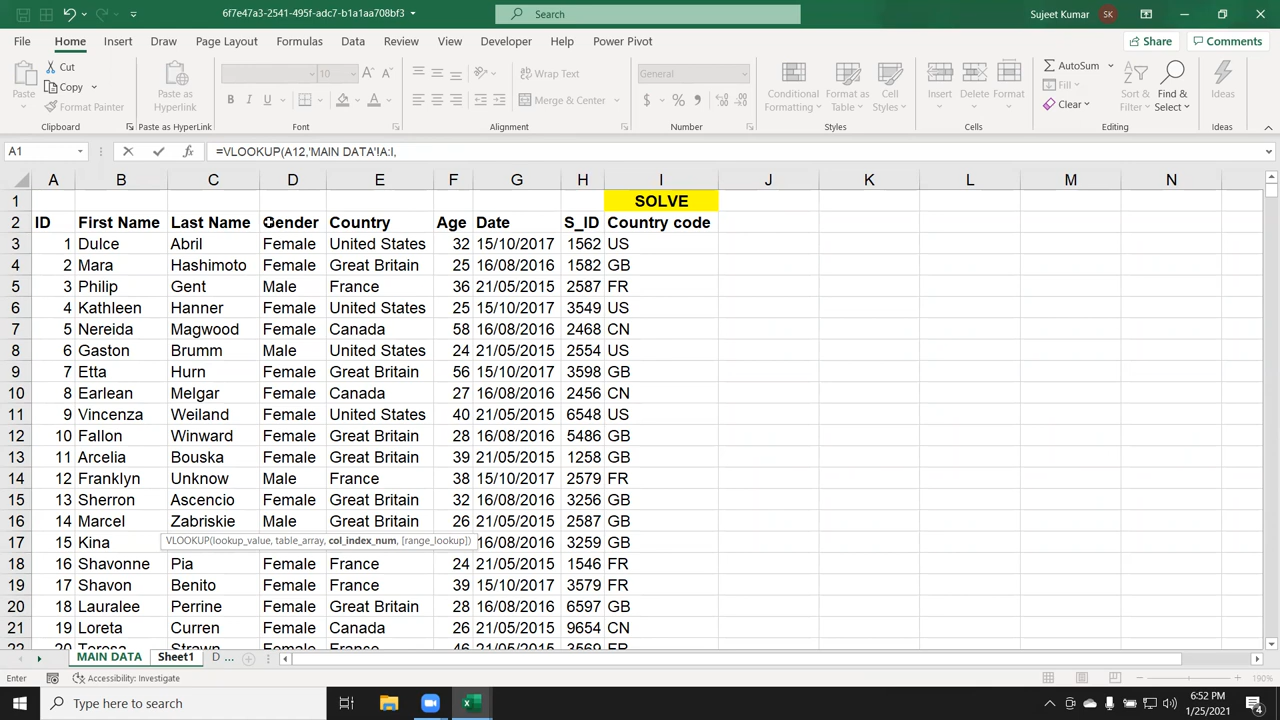 6f7e47a3-2541-495f-adc7-b1a1aa708bf3 Search Sujeet Kumar SK
File Home Insert Draw Page Layout Formulas Data Review View Developer Help Power Pivot Share Comments
Cut
Copy
Format Painter
Paste
Paste as Hyperlink
10
Wrap Text
Merge & Center
General
Conditional Formatting
Format as Table
Cell Styles
Insert Delete Format
AutoSum
Fill
Clear
Sort & Filter
Find & Select
Ideas
Clipboard Paste as HyperLink Font Alignment Number Styles Cells Editing Ideas
A1 =VLOOKUP(A12,'MAIN DATA'!A:I,
A B C D E F G H I J K L M N
1 SOLVE
2 ID First Name Last Name Gender Country Age Date S_ID Country code
3 1 Dulce Abril Female United States 32 15/10/2017 1562 US
4 2 Mara Hashimoto Female Great Britain 25 16/08/2016 1582 GB
5 3 Philip Gent Male France 36 21/05/2015 2587 FR
6 4 Kathleen Hanner Female United States 25 15/10/2017 3549 US
7 5 Nereida Magwood Female Canada 58 16/08/2016 2468 CN
8 6 Gaston Brumm Male United States 24 21/05/2015 2554 US
9 7 Etta Hurn Female Great Britain 56 15/10/2017 3598 GB
10 8 Earlean Melgar Female Canada 27 16/08/2016 2456 CN
11 9 Vincenza Weiland Female United States 40 21/05/2015 6548 US
12 10 Fallon Winward Female Great Britain 28 16/08/2016 5486 GB
13 11 Arcelia Bouska Female Great Britain 39 21/05/2015 1258 GB
14 12 Franklyn Unknow Male France 38 15/10/2017 2579 FR
15 13 Sherron Ascencio Female Great Britain 32 16/08/2016 3256 GB
16 14 Marcel Zabriskie Male Great Britain 26 21/05/2015 2587 GB
17 15 Kina VLOOKUP(lookup_value, table_array, col_index_num, [range_lookup]) 16/08/2016 3259 GB
18 16 Shavonne Pia Female France 24 21/05/2015 1546 FR
19 17 Shavon Benito Female France 39 15/10/2017 3579 FR
20 18 Lauralee Perrine Female Great Britain 28 16/08/2016 6597 GB
21 19 Loreta Curren Female Canada 26 21/05/2015 9654 CN
22 20 Teresa Strawn Female France 46 21/05/2015 3569 FR
MAIN DATA Sheet1 D ...
Enter Accessibility: Investigate 190%
Type here to search 6:52 PM
1/25/2021
4